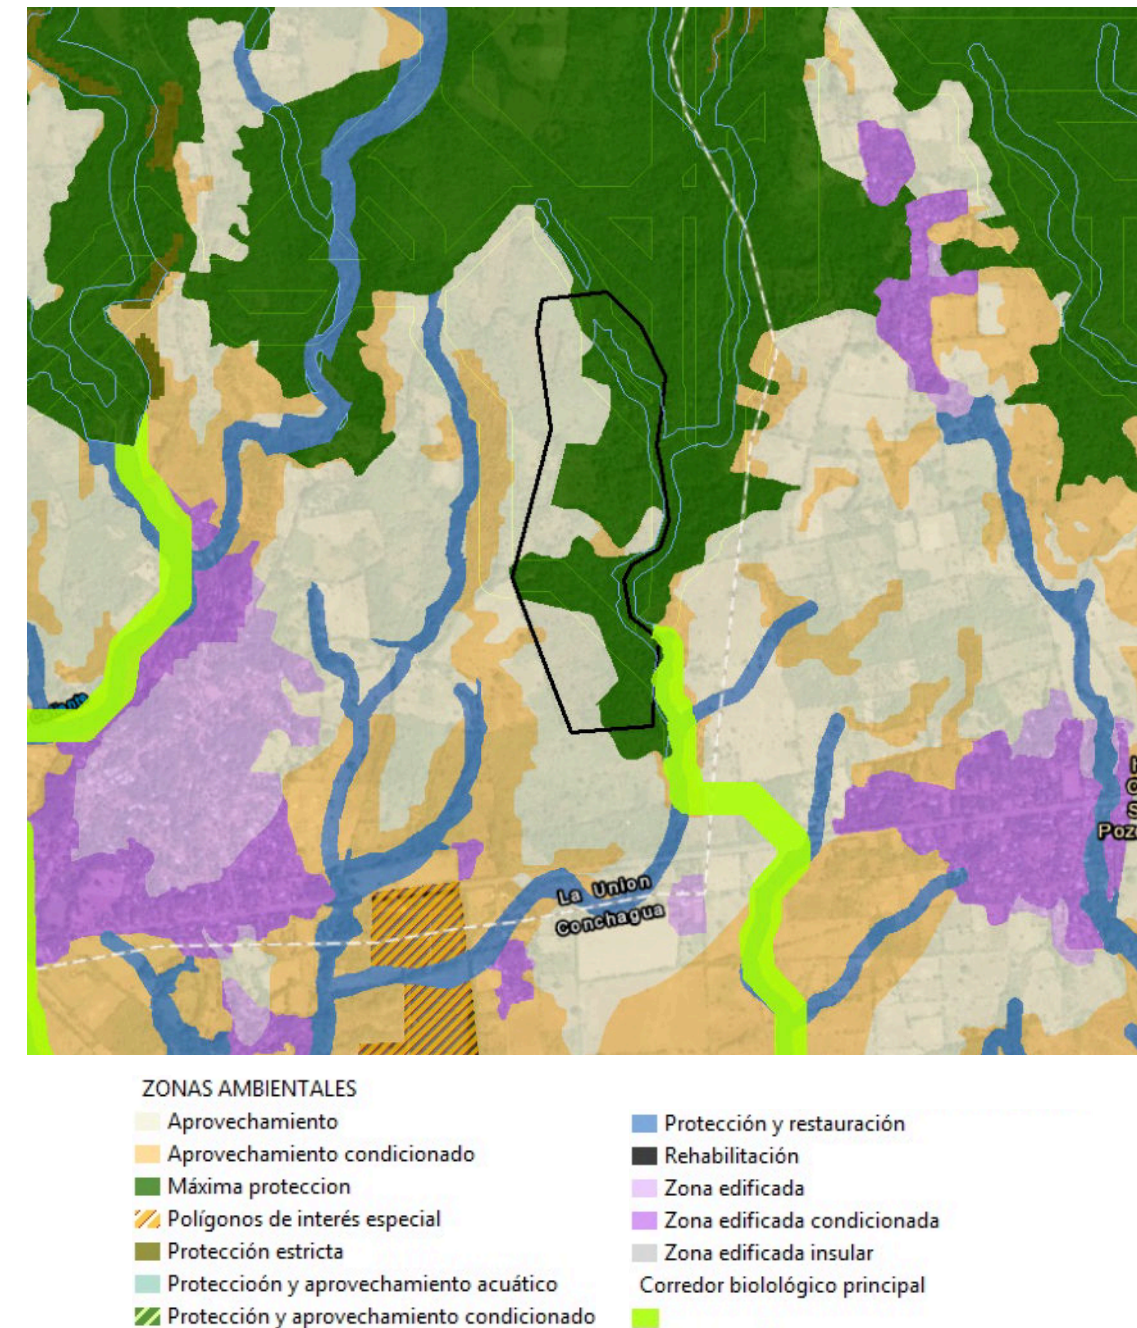 La Union
Conchagua
Poz
ZONAS AMBIENTALES
Aprovechamiento
Aprovechamiento condicionado
Máxima proteccion
Polígonos de interés especial
Protección estricta
Proteccioón y aprovechamiento acuático
Protección y aprovechamiento condicionado
Protección y restauración
Rehabilitación
Zona edificada
Zona edificada condicionada
Zona edificada insular
Corredor biolológico principal